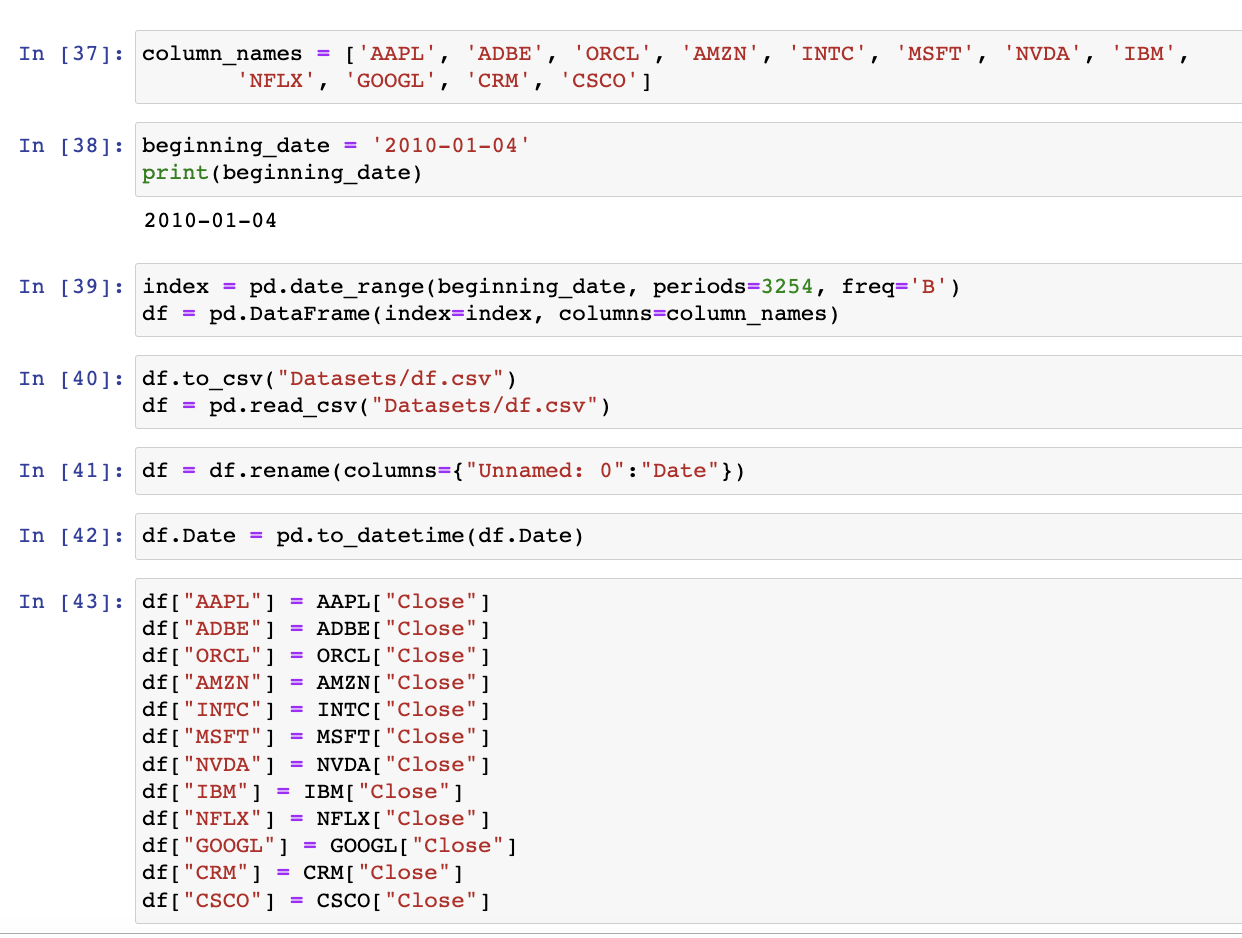 In [37]: column_names = ['AAPL', 'ADBE', 'ORCL', 'AMZN', 'INTC', 'MSFT', 'NVDA', 'IBM',
'NFLX', 'GOOGL', 'CRM', 'CSCO']
In [38]: beginning_date = '2010-01-04'
print(beginning_date)
2010-01-04
In [39]: index = pd.date_range(beginning_date, periods=3254, freq='B')
df = pd.DataFrame(index=index, columns=column_names)
In [40]: df.to_csv("Datasets/df.csv")
df = pd.read_csv("Datasets/df.csv")
In [41]: df = df.rename(columns={"Unnamed: 0":"Date"})
In [42]: df.Date = pd.to_datetime(df.Date)
In [43]: df["AAPL"] = AAPL["Close"]
df["ADBE"] = ADBE["Close"]
df["ORCL"] = ORCL["Close"]
df["AMZN"] = AMZN["Close"]
df["INTC"] = INTC["Close"]
df["MSFT"] = MSFT["Close"]
df["NVDA"] = NVDA["Close"]
df["IBM"] = IBM["Close"]
df["NFLX"] = NFLX["Close"]
df["GOOGL"] = GOOGL["Close"]
df["CRM"] = CRM["Close"]
df["CSCO"] = CSCO["Close"]